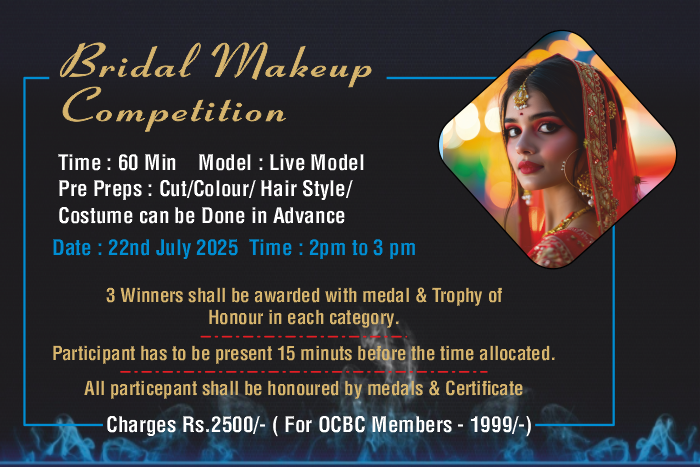 Bridal Makeup
Competition
Time : 60 Min Model : Live Model
Pre Preps : Cut/Colour/ Hair Style/
Costume can be Done in Advance
Date : 22nd July 2025 Time : 2pm to 3 pm
3 Winners shall be awarded with medal & Trophy of
Honour in each category.
Participant has to be present 15 minuts before the time allocated.
All particepant shall be honoured by medals & Certificate
Charges Rs.2500/- ( For OCBC Members - 1999/-)